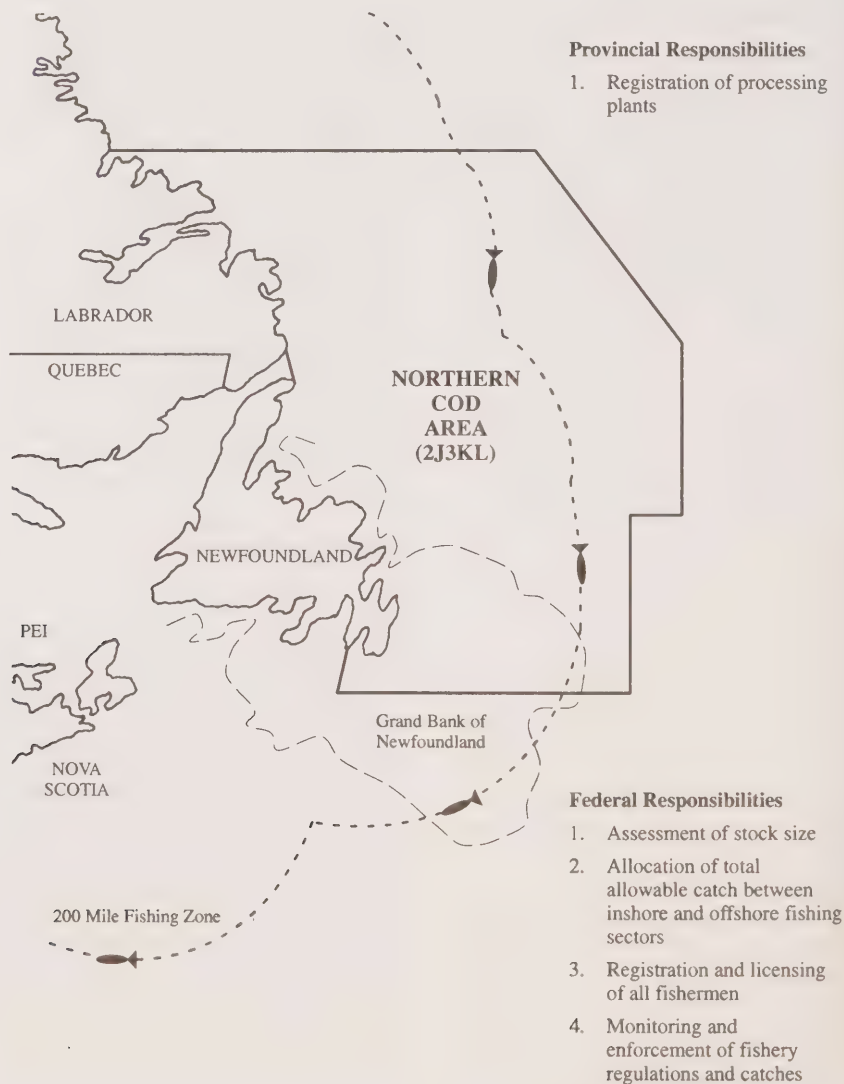 Provincial Responsibilities
1. Registration of processing
plants
LABRADOR
QUEBEC
NORTHERN
COD
AREA
(2J3KL)
NEWFOUNDLAND
PEI
Grand Bank of
Newfoundland
NOVA
SCOTIA
200 Mile Fishing Zone
Federal Responsibilities
1. Assessment of stock size
2. Allocation of total
allowable catch between
inshore and offshore fishing
sectors
3. Registration and licensing
of all fishermen
4. Monitoring and
enforcement of fishery
regulations and catches